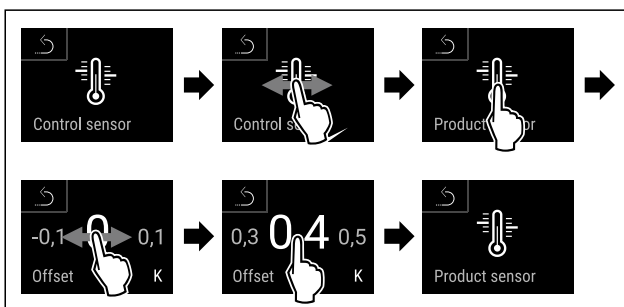 Control sensor
Control s
Product or
-0,1 0 0,1
Offset K
0,3 0,4 0,5
Offset K
Product sensor